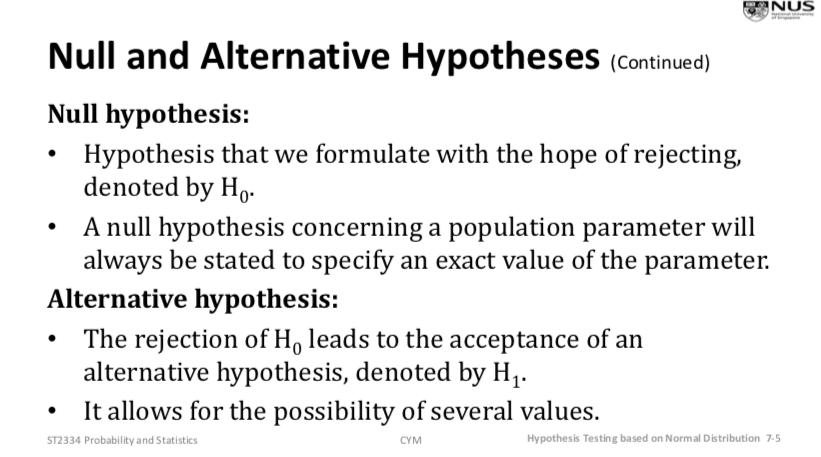 NUS
National University
of Singapore
Null and Alternative Hypotheses (Continued)
Null hypothesis:
• Hypothesis that we formulate with the hope of rejecting,
denoted by H₀.
• A null hypothesis concerning a population parameter will
always be stated to specify an exact value of the parameter.
Alternative hypothesis:
• The rejection of H₀ leads to the acceptance of an
alternative hypothesis, denoted by H₁.
• It allows for the possibility of several values.
ST2334 Probability and Statistics CYM Hypothesis Testing based on Normal Distribution 7-5